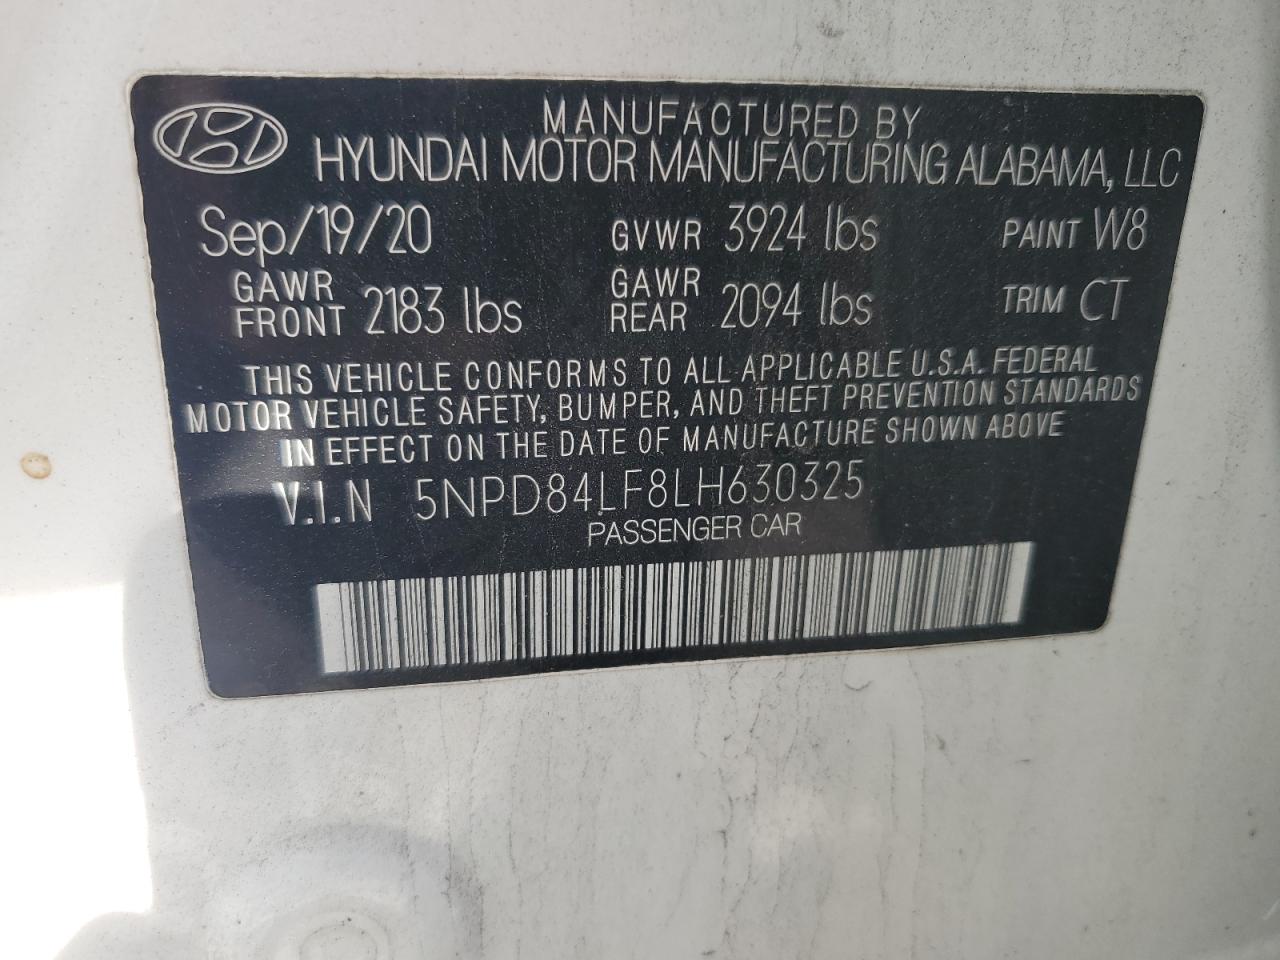 MANUFACTURED BY
HYUNDAI MOTOR MANUFACTURING ALABAMA, LLC
Sep/19/20 GVWR 3924 lbs PAINT W8
GAWR FRONT 2183 lbs GAWR REAR 2094 lbs TRIM CT
THIS VEHICLE CONFORMS TO ALL APPLICABLE U.S.A. FEDERAL
MOTOR VEHICLE SAFETY, BUMPER, AND THEFT PREVENTION STANDARDS
IN EFFECT ON THE DATE OF MANUFACTURE SHOWN ABOVE
V.I.N 5NPD84LF8LH630325
PASSENGER CAR